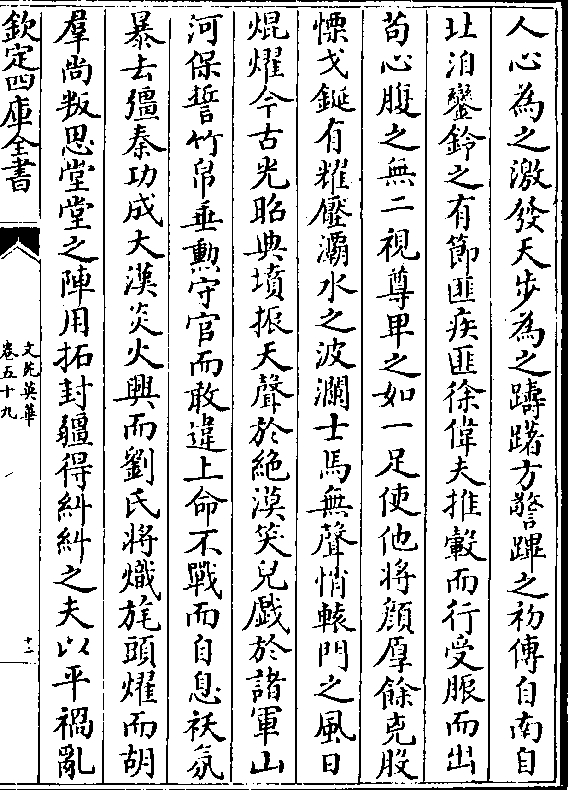 人心為之激發天步為之躊躇方警蹕之初傳自南自
北洎鑾鈴之有節匪疾匪徐偉夫推轂而行受脤而出
苟心腹之無二視尊卑之如一足使他將顔厚餘克股
慄戈鋋有耀壓灞水之波瀾士馬無聲悄轅門之風日
焜燿今古光昭典墳振天聲於絶漠笑兒戲於諸軍山
河保誓竹帛垂勲守官而敢違上命不戰而自息祅氛
暴去彊秦功成大漢炎火興而劉氏將熾旄頭燿而胡
羣尚叛思堂堂之陣用拓封疆得糾糾之夫以平禍亂
欽定四庫全書
文苑英華
卷五十九
十二